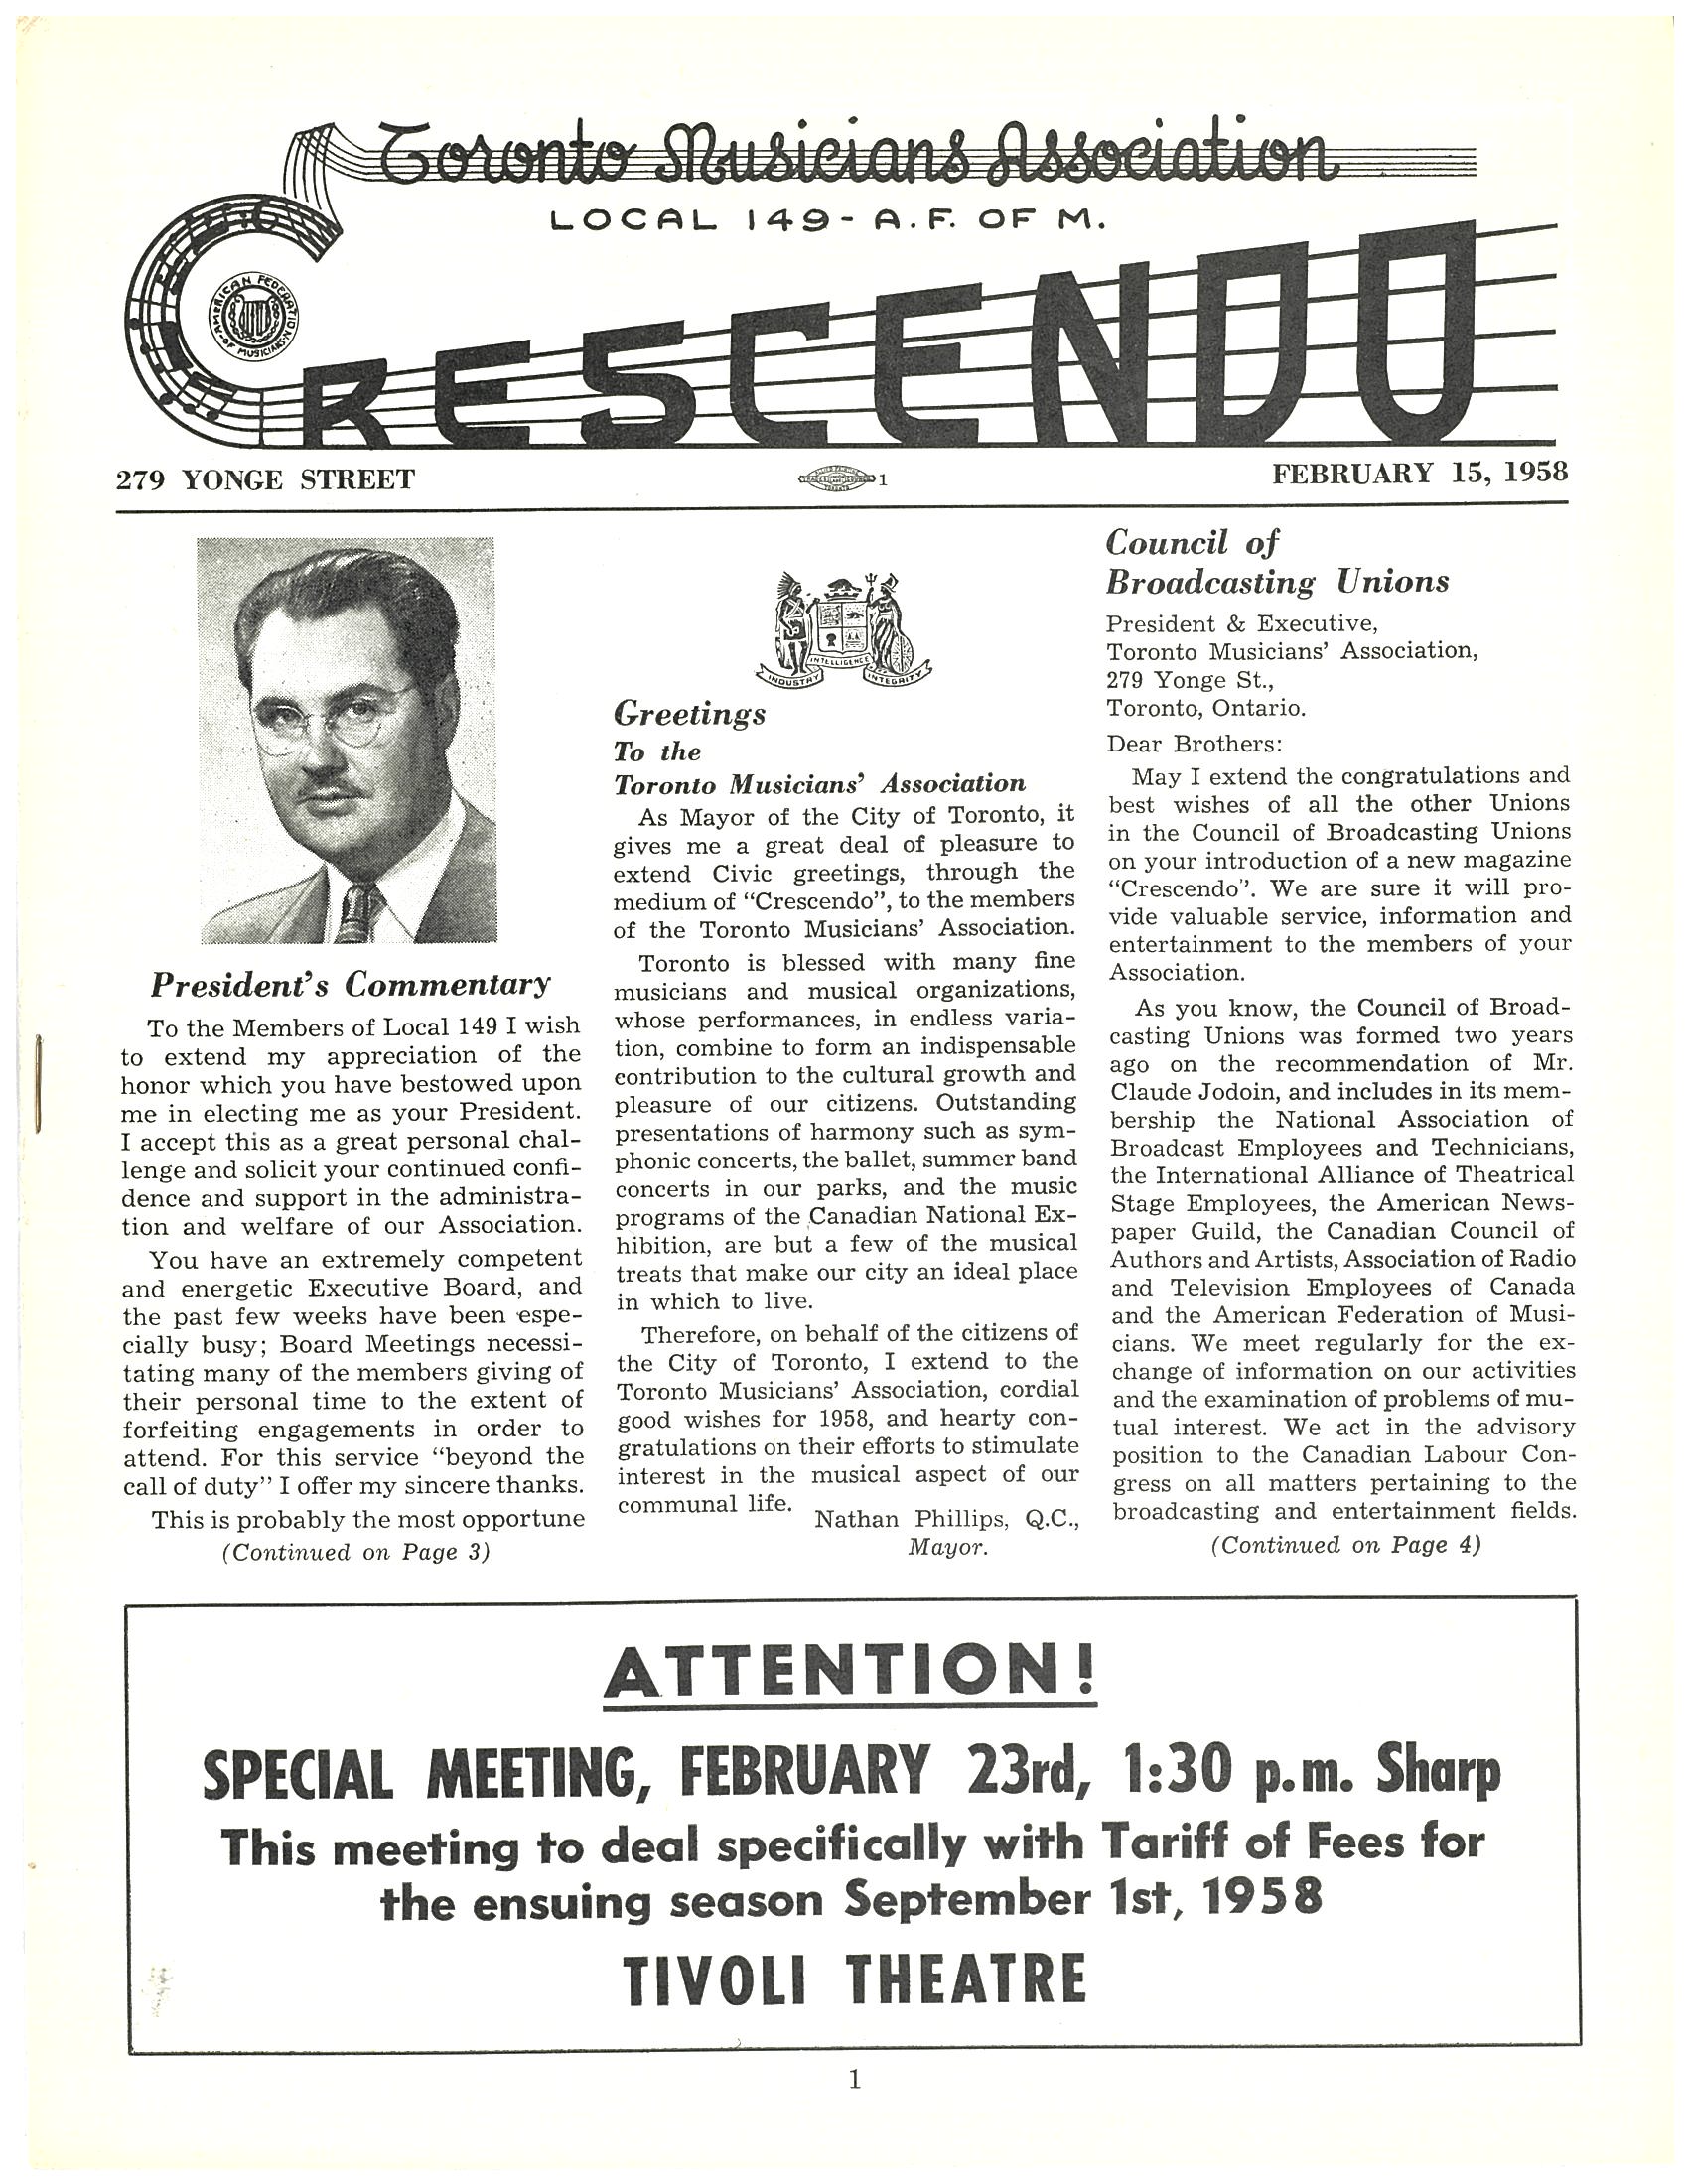 Toronto Musicians Association
LOCAL 149 - A.F. OF M.
CRESCENDO
AMERICAN FEDERATION
OF MUSICIANS
279 YONGE STREET
1
FEBRUARY 15, 1958
President's Commentary
To the Members of Local 149 I wish
to extend my appreciation of the
honor which you have bestowed upon
me in electing me as your President.
I accept this as a great personal chal-
lenge and solicit your continued confi-
dence and support in the administra-
tion and welfare of our Association.
You have an extremely competent
and energetic Executive Board, and
the past few weeks have been espe-
cially busy; Board Meetings necessi-
tating many of the members giving of
their personal time to the extent of
forfeiting engagements in order to
attend. For this service "beyond the
call of duty" I offer my sincere thanks.
This is probably the most opportune
(Continued on Page 3)
INTELLIGENCE
INDUSTRY
INTEGRITY
Greetings
To the
Toronto Musicians' Association
As Mayor of the City of Toronto, it
gives me a great deal of pleasure to
extend Civic greetings, through the
medium of "Crescendo", to the members
of the Toronto Musicians' Association.
Toronto is blessed with many fine
musicians and musical organizations,
whose performances, in endless varia-
tion, combine to form an indispensable
contribution to the cultural growth and
pleasure of our citizens. Outstanding
presentations of harmony such as sym-
phonic concerts, the ballet, summer band
concerts in our parks, and the music
programs of the Canadian National Ex-
hibition, are but a few of the musical
treats that make our city an ideal place
in which to live.
Therefore, on behalf of the citizens of
the City of Toronto, I extend to the
Toronto Musicians' Association, cordial
good wishes for 1958, and hearty con-
gratulations on their efforts to stimulate
interest in the musical aspect of our
communal life.
Nathan Phillips, Q.C.,
Mayor.
Council of
Broadcasting Unions
President & Executive,
Toronto Musicians' Association,
279 Yonge St.,
Toronto, Ontario.
Dear Brothers:
May I extend the congratulations and
best wishes of all the other Unions
in the Council of Broadcasting Unions
on your introduction of a new magazine
"Crescendo". We are sure it will pro-
vide valuable service, information and
entertainment to the members of your
Association.
As you know, the Council of Broad-
casting Unions was formed two years
ago on the recommendation of Mr.
Claude Jodoin, and includes in its mem-
bership the National Association of
Broadcast Employees and Technicians,
the International Alliance of Theatrical
Stage Employees, the American News-
paper Guild, the Canadian Council of
Authors and Artists, Association of Radio
and Television Employees of Canada
and the American Federation of Musi-
cians. We meet regularly for the ex-
change of information on our activities
and the examination of problems of mu-
tual interest. We act in the advisory
position to the Canadian Labour Con-
gress on all matters pertaining to the
broadcasting and entertainment fields.
(Continued on Page 4)
ATTENTION!
SPECIAL MEETING, FEBRUARY 23rd, 1:30 p.m. Sharp
This meeting to deal specifically with Tariff of Fees for
the ensuing season September 1st, 1958
TIVOLI THEATRE
1